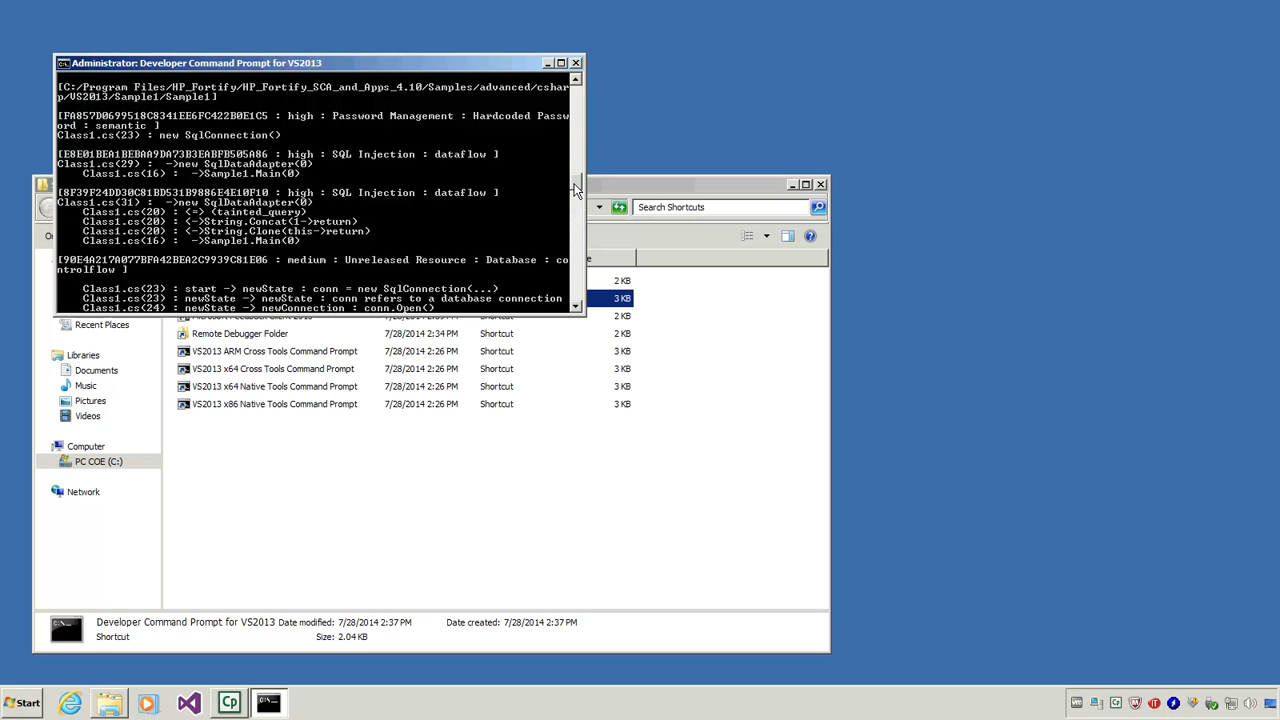 Administrator: Developer Command Prompt for VS2013
[C:/Program Files/HP_Fortify/HP_Fortify_SCA_and_Apps_4.10/Samples/advanced/cshar
p/VS2013/Sample1/Sample1]
[FA857D0699518C8341EE6FC422B0E1C5 : high : Password Management : Hardcoded Passw
ord : semantic ]
Class1.cs(23) : new SqlConnection()
[E8E01BEA1BEBAA9DA73B3EABFB505A86 : high : SQL Injection : dataflow ]
Class1.cs(29) :  ->new SqlDataAdapter(0)
Class1.cs(16) :  ->Sample1.Main(0)
[8F39F24DD30C81BD531B9886E4E10F10 : high : SQL Injection : dataflow ]
Class1.cs(31) : ->new SqlDataAdapter(0)
Class1.cs(20) : <=> (tainted_query)
Class1.cs(20) : <->String.Concat(1->return)
Class1.cs(20) : <->String.Clone(this->return)
Class1.cs(16) :  ->Sample1.Main(0)
[90E4A217A077BFA42BEA2C9939C81E06 : medium : Unreleased Resource : Database : co
ntrolflow ]
Class1.cs(23) : start -> newState : conn = new SqlConnection(...)
Class1.cs(23) : newState -> newState : conn refers to a database connection
Class1.cs(24) : newState -> newConnection : conn.Open()
Search Shortcuts
2 KB
3 KB
2 KB
Recent Places
Remote Debugger Folder 7/28/2014 2:34 PM Shortcut 2 KB
VS2013 ARM Cross Tools Command Prompt 7/28/2014 2:26 PM Shortcut 3 KB
Libraries
VS2013 x64 Cross Tools Command Prompt 7/28/2014 2:26 PM Shortcut 3 KB
Documents
Music
VS2013 x64 Native Tools Command Prompt 7/28/2014 2:26 PM Shortcut 3 KB
Pictures
VS2013 x86 Native Tools Command Prompt 7/28/2014 2:26 PM Shortcut 3 KB
Videos
Computer
PC COE (C:)
Network
Developer Command Prompt for VS2013 Date modified: 7/28/2014 2:37 PM Date created: 7/28/2014 2:37 PM
Shortcut Size: 2.04 KB
Start
Cp